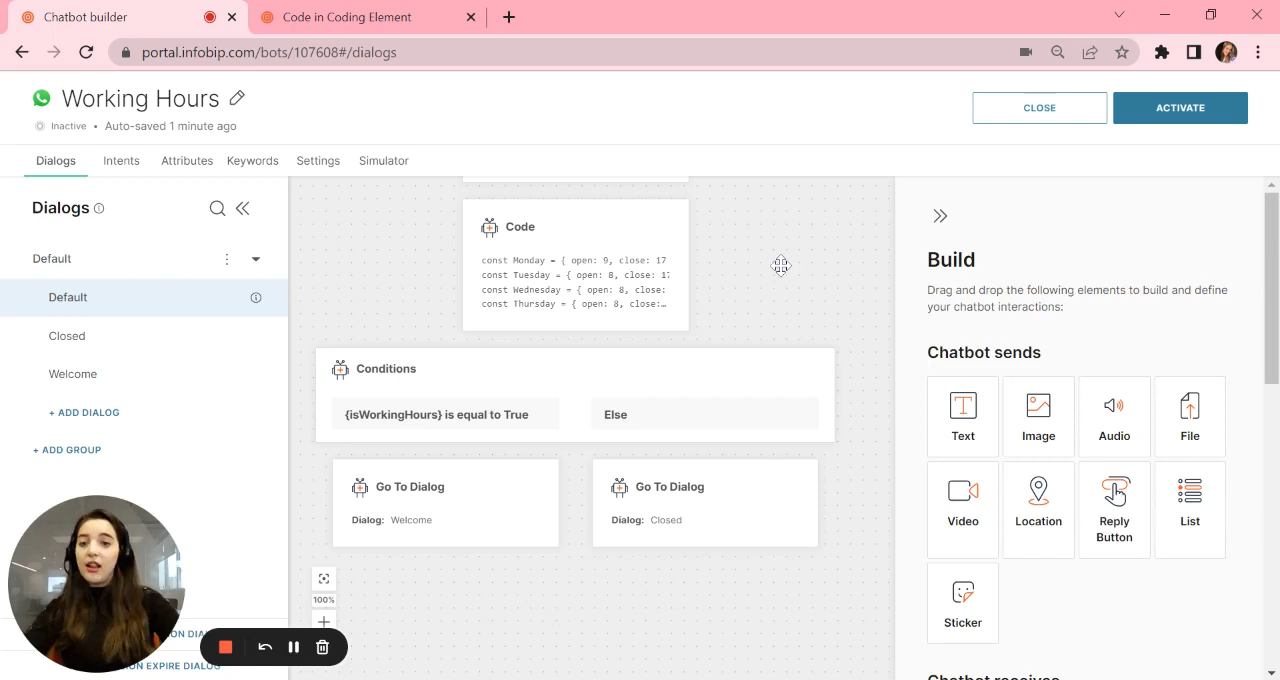 Chatbot builder
Code in Coding Element
portal.infobip.com/bots/107608#/dialogs
Working Hours
Inactive • Auto-saved 1 minute ago
CLOSE
ACTIVATE
Dialogs
Intents
Attributes
Keywords
Settings
Simulator
Dialogs
Default
Default
Closed
Welcome
+ ADD DIALOG
+ ADD GROUP
ON DIA
ON EXPIRE DIALOG
Code
const Monday = { open: 9, close: 17
const Tuesday = { open: 8, close: 17
const Wednesday = { open: 8, close:
const Thursday = { open: 8, close:…
Conditions
{isWorkingHours} is equal to True
Else
Go To Dialog
Dialog: Welcome
Go To Dialog
Dialog: Closed
100%
Build
Drag and drop the following elements to build and define
your chatbot interactions:
Chatbot sends
Text
Image
Audio
File
Video
Location
Reply
Button
List
Sticker
Chatbot receives